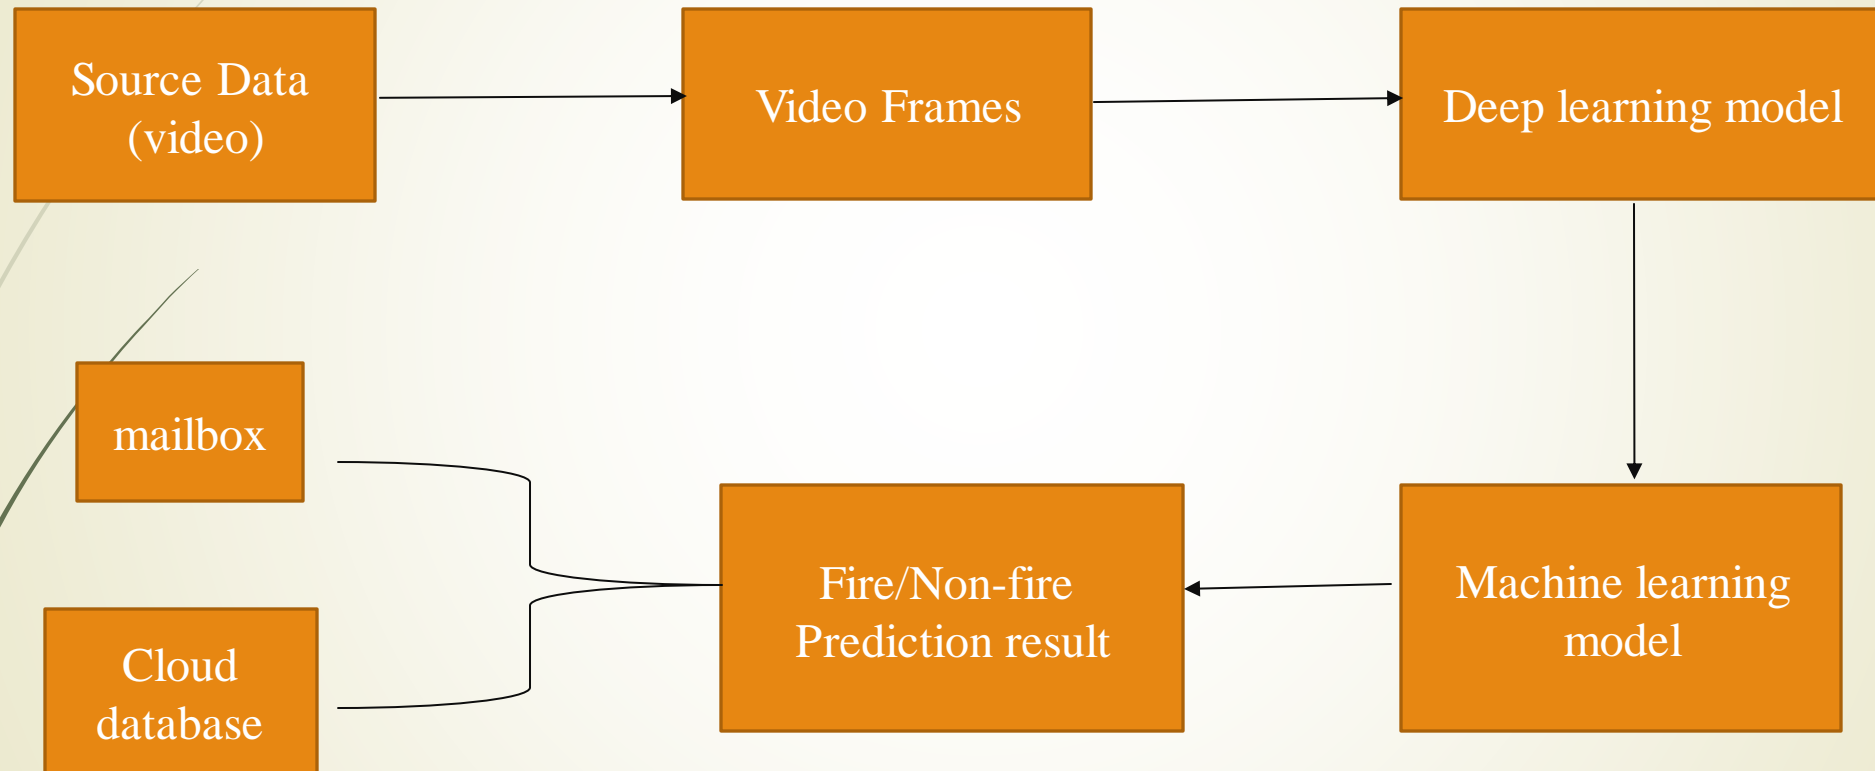 Source Data
(video)
Video Frames
Deep learning model
mailbox
Cloud
database
Fire/Non-fire
Prediction result
Machine learning
model